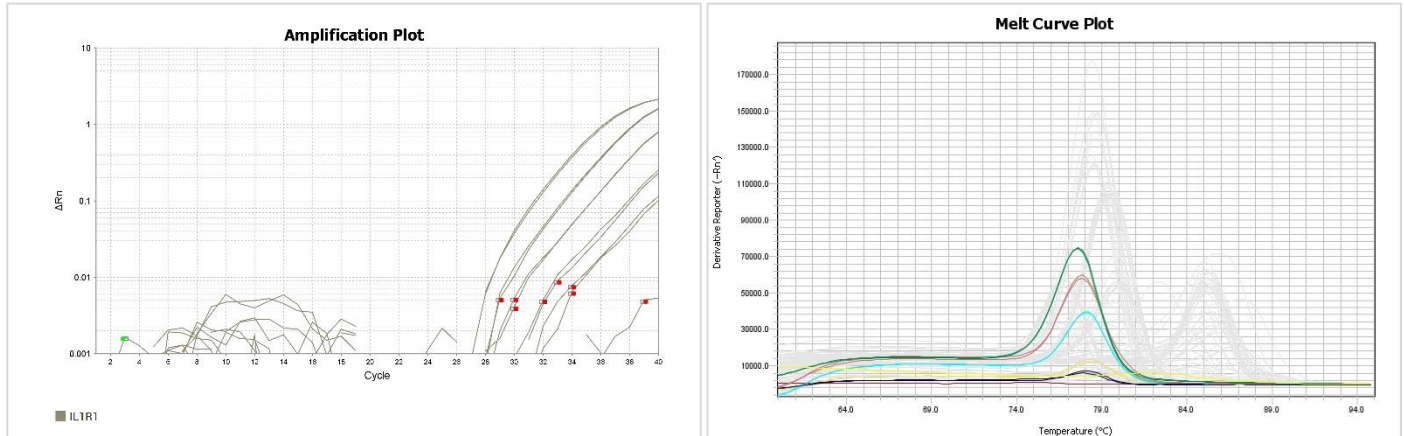 Amplification Plot
10
1
0.1
0.01
0.001
ΔRn
2 4 6 8 10 12 14 16 18 20 22 24 26 28 30 32 34 36 38 40
Cycle
IL1R1
Melt Curve Plot
170000.0
150000.0
130000.0
110000.0
90000.0
70000.0
50000.0
30000.0
10000.0
Derivative Reporter (-Rn')
64.0 69.0 74.0 79.0 84.0 89.0 94.0
Temperature (°C)